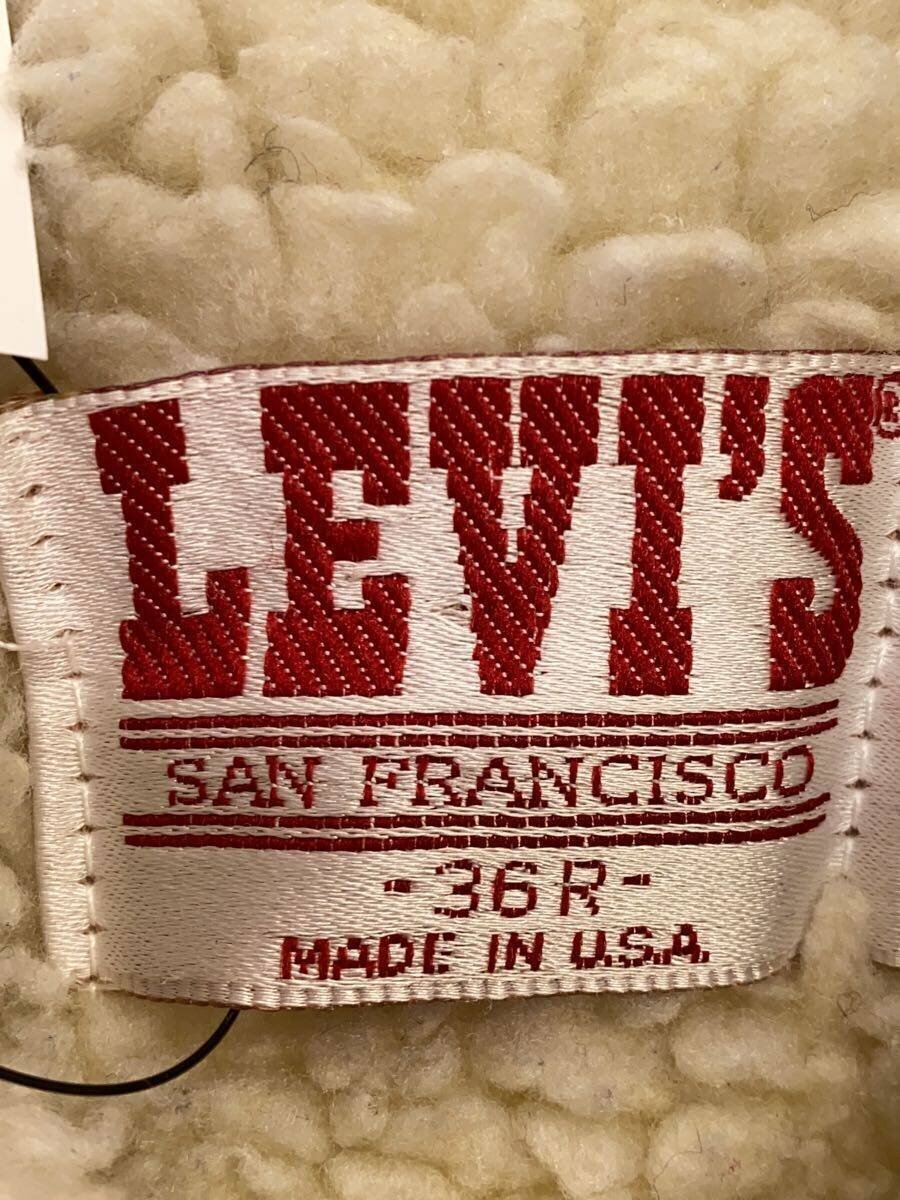 LEVI'S®
SAN FRANCISCO
-36R-
MADE IN U.S.A.